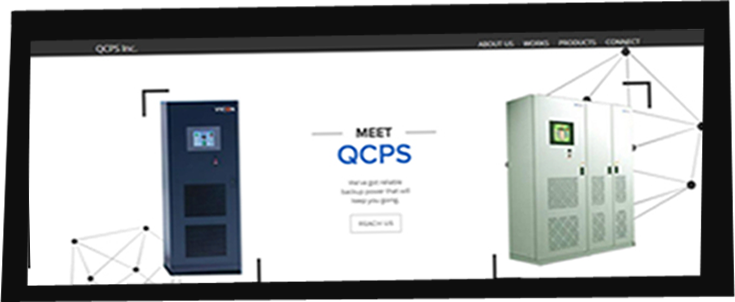 QCPS Inc.
ABOUT US WORKS PRODUCTS CONNECT
MEET
QCPS
We've got reliable
backup power that will
keep you going.
REACH US